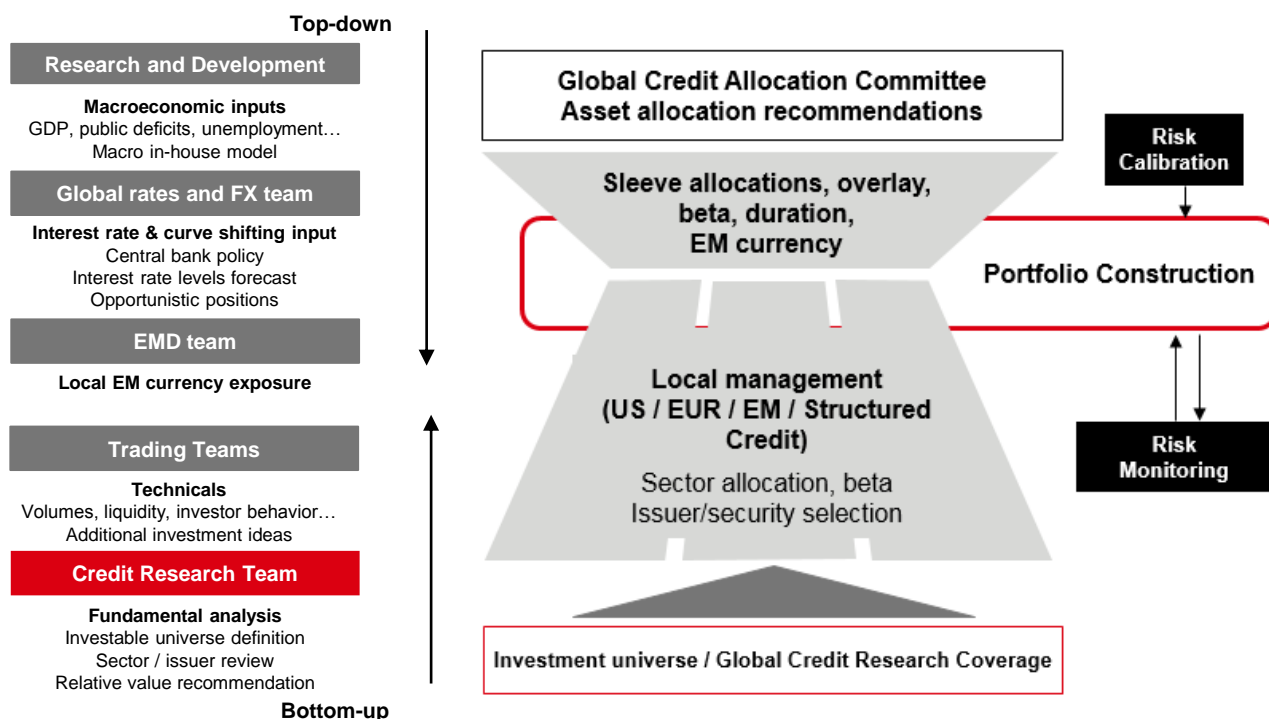 Top-down
Research and Development
Macroeconomic inputs
GDP, public deficits, unemployment…
Macro in-house model
Global rates and FX team
Interest rate & curve shifting input
Central bank policy
Interest rate levels forecast
Opportunistic positions
EMD team
Local EM currency exposure
Trading Teams
Technicals
Volumes, liquidity, investor behavior…
Additional investment ideas
Credit Research Team
Fundamental analysis
Investable universe definition
Sector / issuer review
Relative value recommendation
Bottom-up
Global Credit Allocation Committee
Asset allocation recommendations
Sleeve allocations, overlay,
beta, duration,
EM currency
Risk
Calibration
Portfolio Construction
Local management
(US / EUR / EM / Structured
Credit)
Sector allocation, beta
Issuer/security selection
Risk
Monitoring
Investment universe / Global Credit Research Coverage